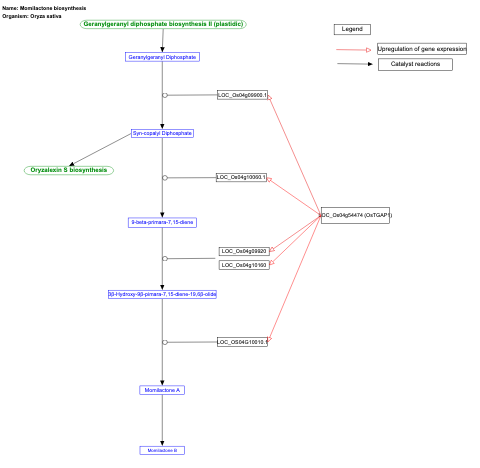 Name: Momilactone biosynthesis
Organism: Oryza sativa
Geranylgeranyl diphosphate biosynthesis II (plastidic)
Legend
Upregulation of gene expression
Geranylgeranyl Diphosphate
Catalyst reactions
LOC_Os04g09900.1
Syn-copalyl Diphosphate
Oryzalexin S biosynthesis
LOC_Os04g10060.1
LOC_Os04g54474 (OsTGAP1)
9-beta-pimara-7,15-diene
LOC_Os04g09920
LOC_Os04g10160
3β-Hydroxy-9β-pimara-7,15-diene-19,6β-olide
LOC_OS04G10010.1
Momilactone A
Momilactone B